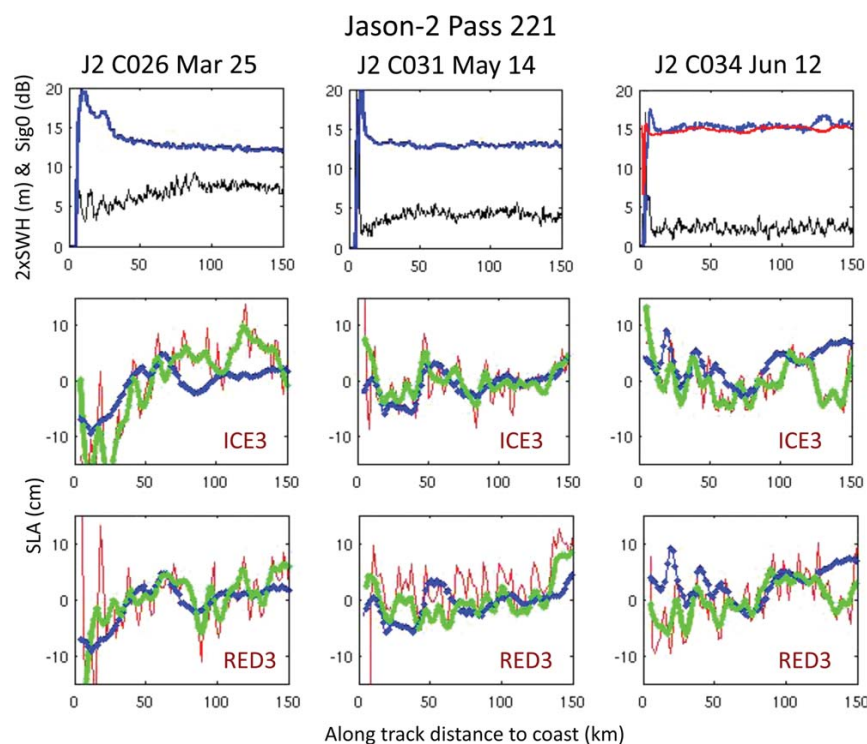 Jason-2 Pass 221
J2 C026 Mar 25 J2 C031 May 14 J2 C034 Jun 12
2xSWH (m) & Sig0 (dB)
20 20 20
15 15 15
10 10 10
5 5 5
0 0 0
0 50 100 150 0 50 100 150 0 50 100 150
SLA (cm)
10 10 10
0 0 0
-10 -10 -10
ICE3 ICE3 ICE3
0 50 100 150 0 50 100 150 0 50 100 150
10 10 10
0 0 0
-10 -10 -10
RED3 RED3 RED3
0 50 100 150 0 50 100 150 0 50 100 150
Along track distance to coast (km)